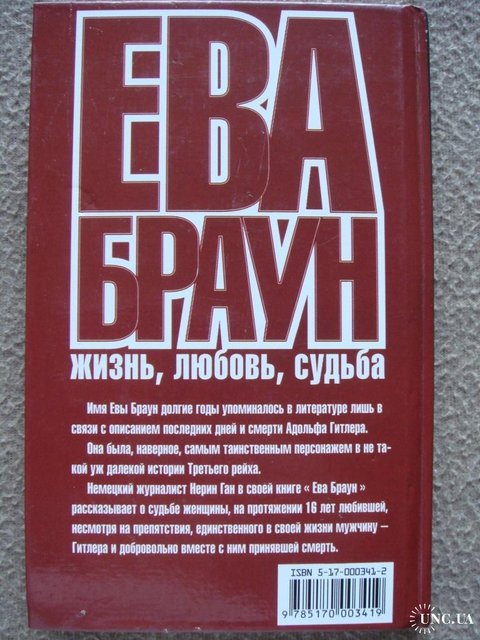 ЕВА
БРАУН
жизнь, любовь, судьба
Имя Евы Браун долгие годы упоминалось в литературе лишь в
связи с описанием последних дней и смерти Адольфа Гитлера.
Она была, наверное, самым таинственным персонажем в не та-
кой уж далекой истории Третьего рейха.
Немецкий журналист Нерин Ган в своей книге « Ева Браун »
рассказывает о судьбе женщины, на протяжении 16 лет любившей,
несмотря на препятствия, единственного в своей жизни мужчину –
Гитлера и добровольно вместе с ним принявшей смерть.
ISBN 5-17-000341-2
9 785170 003419
UNC.UA